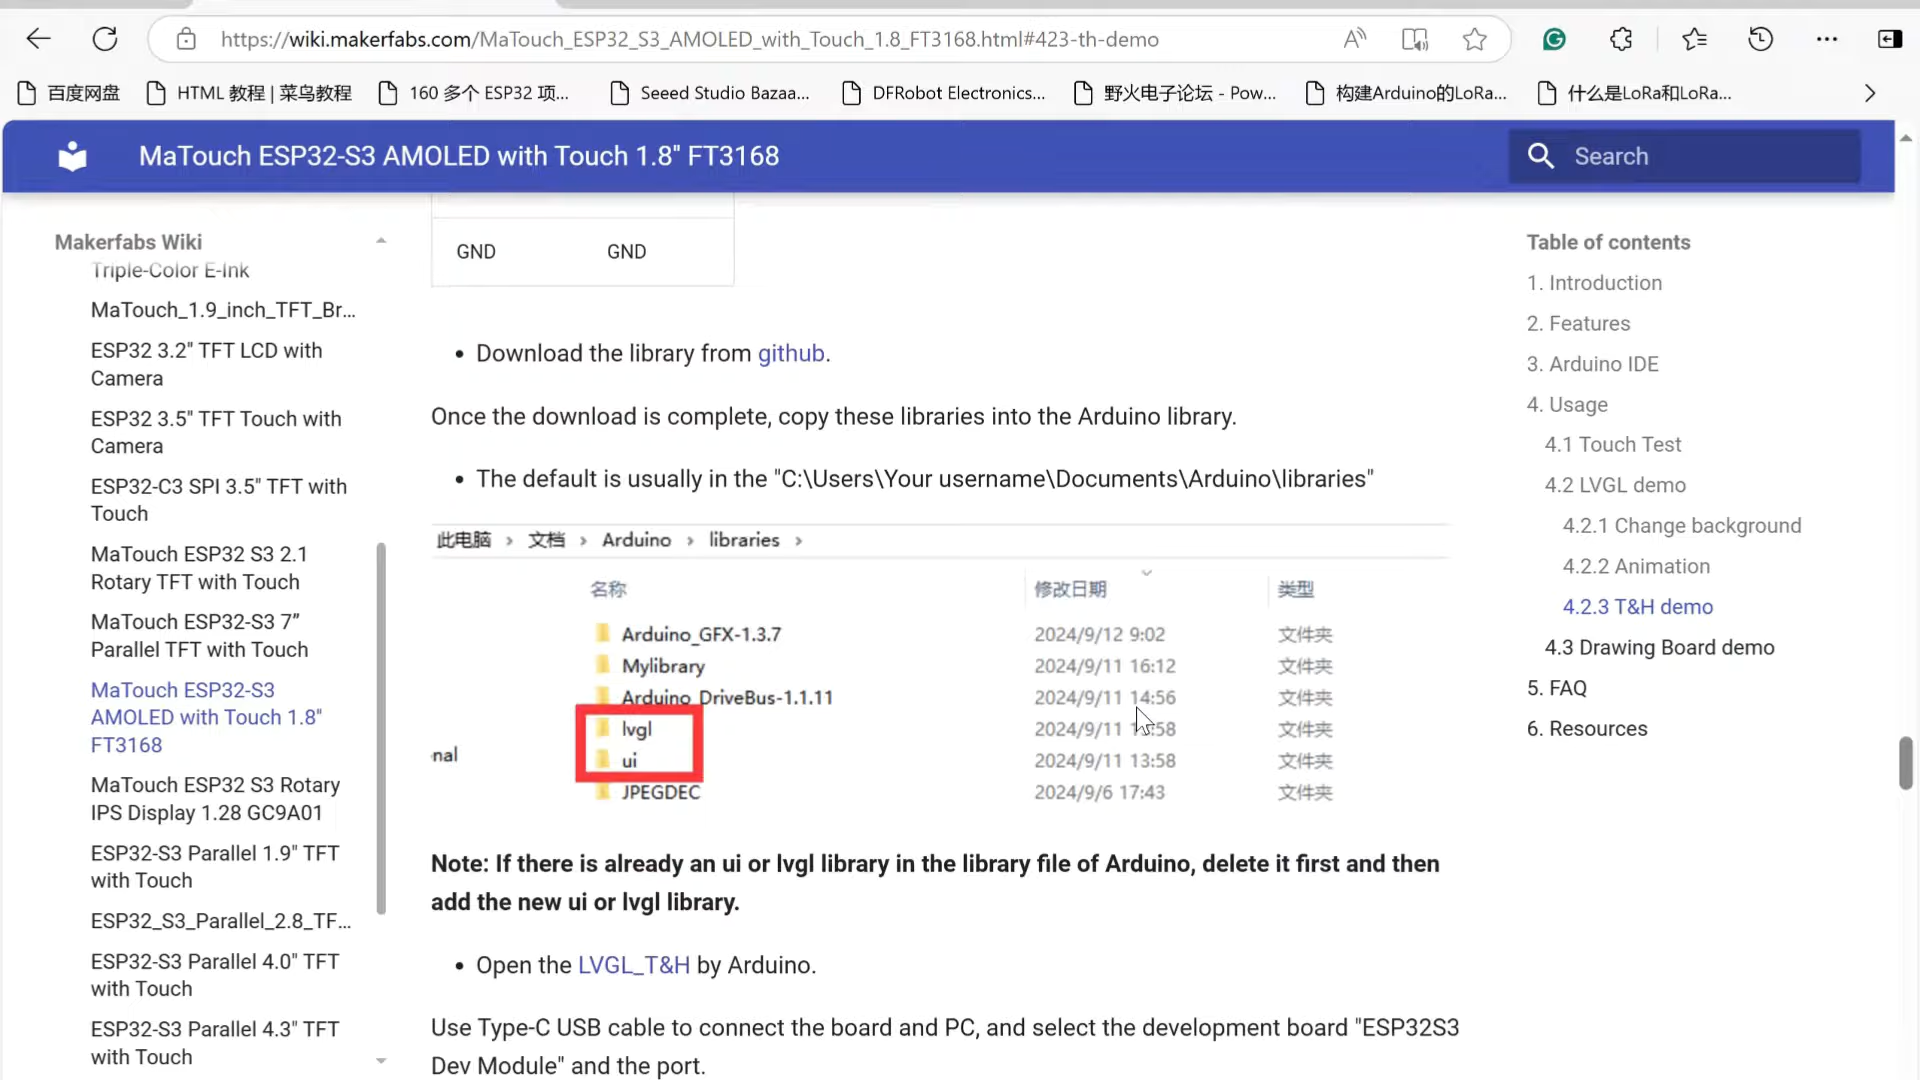 https://wiki.makerfabs.com/MaTouch_ESP32_S3_AMOLED_with_Touch_1.8_FT3168.html#423-th-demo
百度网盘
HTML 教程 | 菜鸟教程
160 多个 ESP32 项...
Seeed Studio Bazaa...
DFRobot Electronics...
野火电子论坛 - Pow...
构建Arduino的LoRa...
什么是LoRa和LoRa...
MaTouch ESP32-S3 AMOLED with Touch 1.8" FT3168
Search
Makerfabs Wiki
Triple-Color E-Ink
MaTouch_1.9_inch_TFT_Br...
ESP32 3.2" TFT LCD with
Camera
ESP32 3.5" TFT Touch with
Camera
ESP32-C3 SPI 3.5" TFT with
Touch
MaTouch ESP32 S3 2.1
Rotary TFT with Touch
MaTouch ESP32-S3 7”
Parallel TFT with Touch
MaTouch ESP32-S3
AMOLED with Touch 1.8"
FT3168
MaTouch ESP32 S3 Rotary
IPS Display 1.28 GC9A01
ESP32-S3 Parallel 1.9" TFT
with Touch
ESP32_S3_Parallel_2.8_TF...
ESP32-S3 Parallel 4.0" TFT
with Touch
ESP32-S3 Parallel 4.3" TFT
with Touch
GND GND
• Download the library from github.
Once the download is complete, copy these libraries into the Arduino library.
• The default is usually in the "C:\Users\Your username\Documents\Arduino\libraries"
此电脑 › 文档 › Arduino › libraries ›
名称 修改日期 类型
Arduino_GFX-1.3.7 2024/9/12 9:02 文件夹
Mylibrary 2024/9/11 16:12 文件夹
Arduino_DriveBus-1.1.11 2024/9/11 14:56 文件夹
lvgl 2024/9/11 :58 文件夹
nal
ui 2024/9/11 13:58 文件夹
JPEGDEC 2024/9/6 17:43 文件夹
Note: If there is already an ui or lvgl library in the library file of Arduino, delete it first and then
add the new ui or lvgl library.
• Open the LVGL_T&H by Arduino.
Use Type-C USB cable to connect the board and PC, and select the development board "ESP32S3
Dev Module" and the port.
Table of contents
1. Introduction
2. Features
3. Arduino IDE
4. Usage
4.1 Touch Test
4.2 LVGL demo
4.2.1 Change background
4.2.2 Animation
4.2.3 T&H demo
4.3 Drawing Board demo
5. FAQ
6. Resources